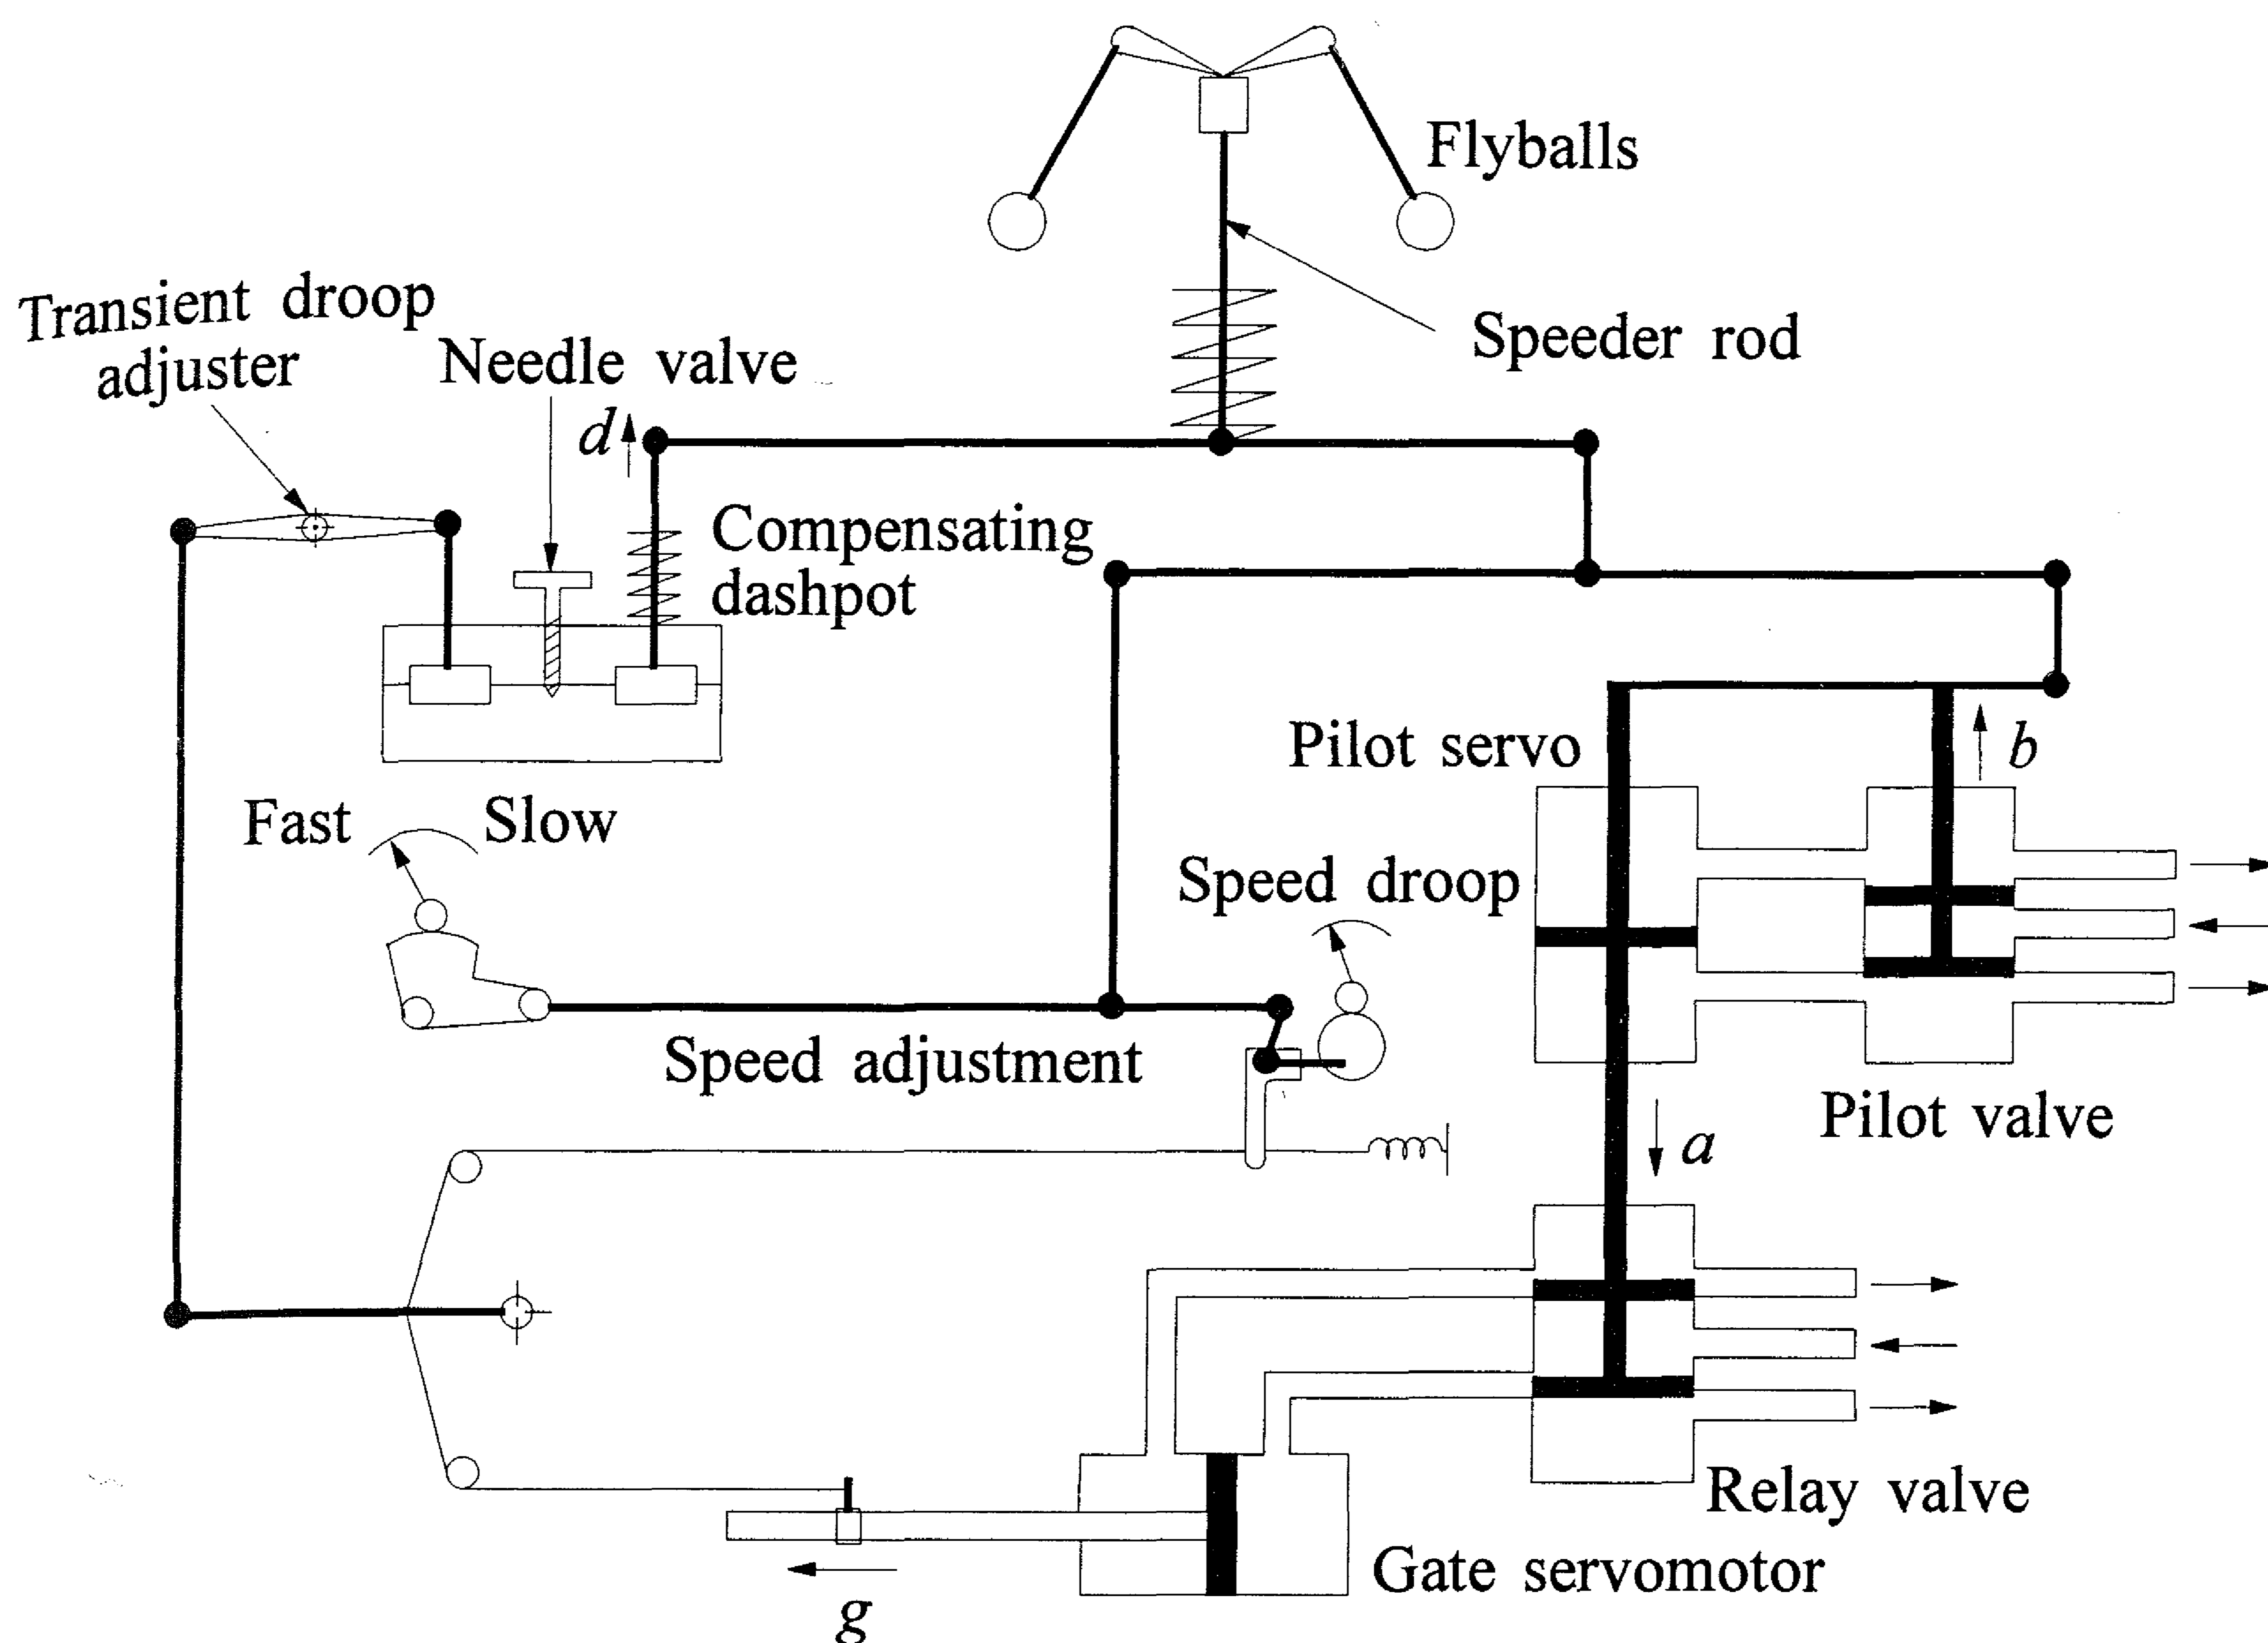 Flyballs
Transient droop
adjuster
Needle valve
Speeder rod
d
Compensating
dashpot
Pilot servo
b
Fast
Slow
Speed droop
Speed adjustment
Pilot valve
a
Relay valve
Gate servomotor
g